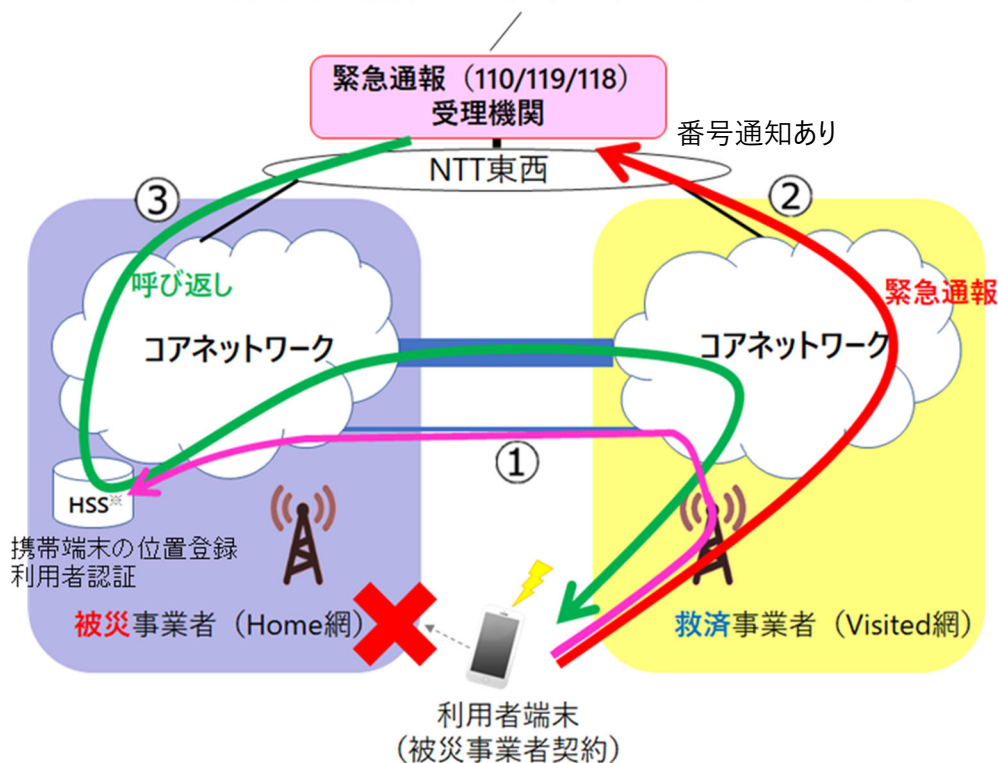 緊急通報（110/119/118）
受理機関
番号通知あり
NTT東西
③
②
呼び返し
緊急通報
コアネットワーク
コアネットワーク
①
HSS※
携帯端末の位置登録
利用者認証
被災事業者（Home網）
救済事業者（Visited網）
利用者端末
（被災事業者契約）